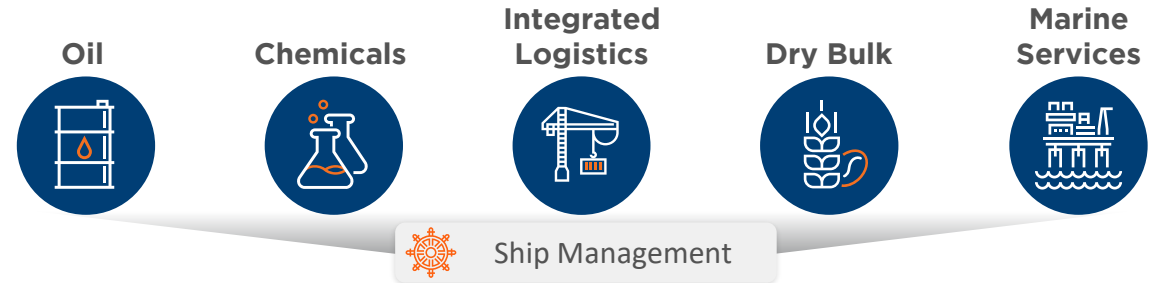 Oil
Chemicals
Integrated
Logistics
Dry Bulk
Marine
Services
Ship Management